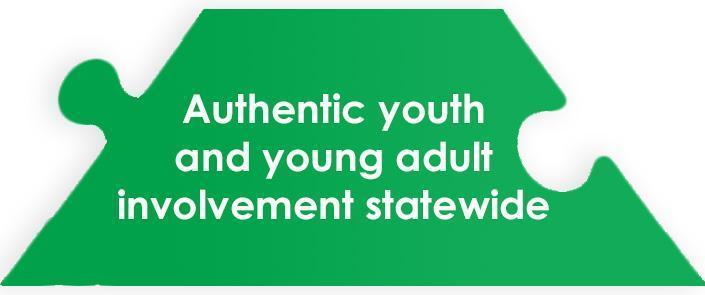 Authentic youth
and young adult
involvement statewide